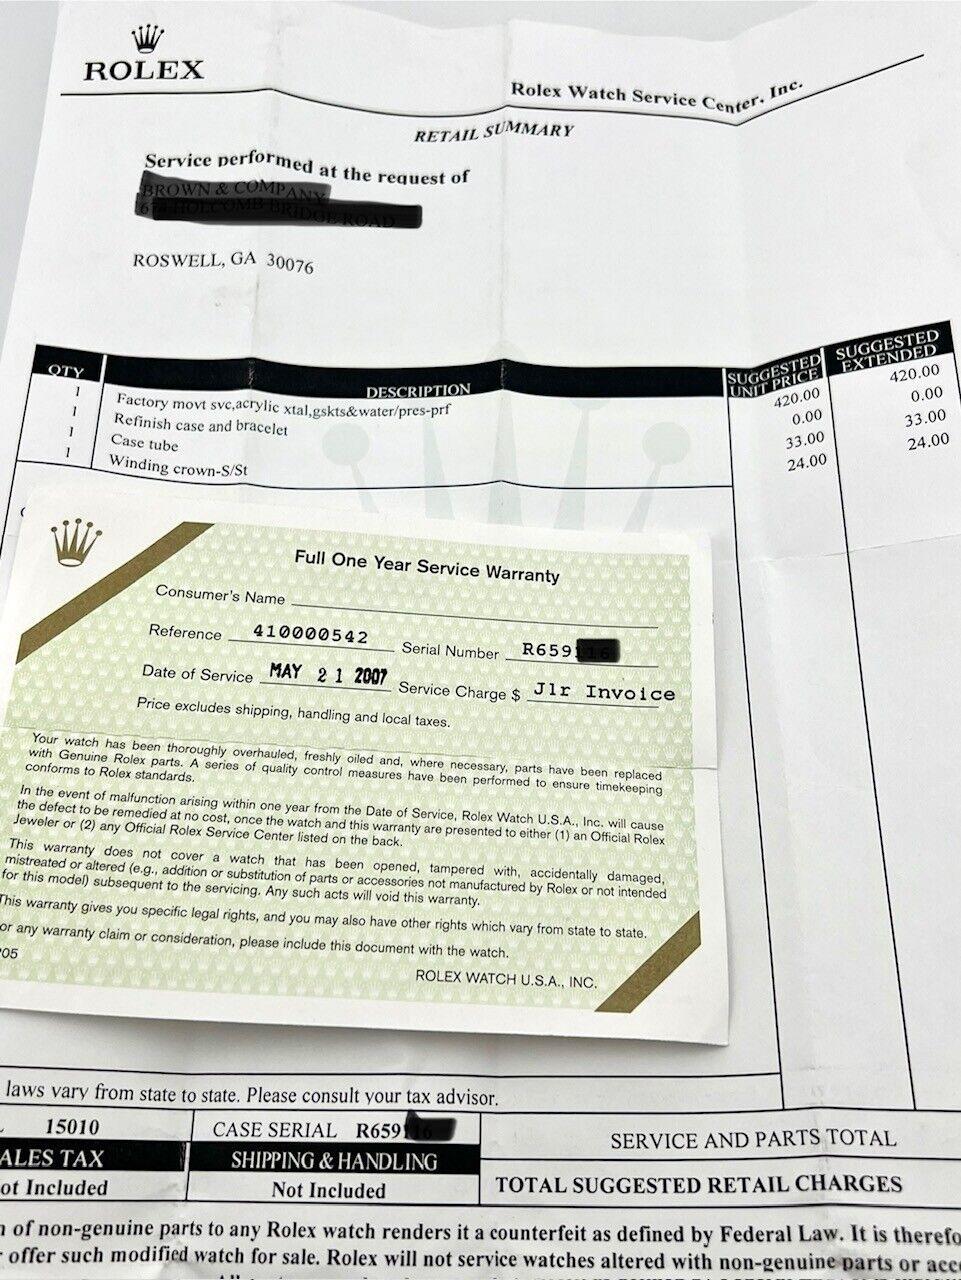 ROLEX
Rolex Watch Service Center, Inc.
RETAIL SUMMARY
Service performed at the request of
BROWN & COMPANY
HOLCOMB BRIDGE ROAD
ROSWELL, GA 30076
QTY DESCRIPTION SUGGESTED UNIT PRICE SUGGESTED EXTENDED
1 Factory movt svc,acrylic xtal,gskts&water/pres-prf 420.00 420.00
1 Refinish case and bracelet 0.00 0.00
1 Case tube 33.00 33.00
1 Winding crown-S/St 24.00 24.00
Full One Year Service Warranty
Consumer's Name
Reference 410000542 Serial Number R659
Date of Service MAY 21 2007 Service Charge $ Jlr Invoice
Price excludes shipping, handling and local taxes.
Your watch has been thoroughly overhauled, freshly oiled and, where necessary, parts have been replaced
with Genuine Rolex parts. A series of quality control measures have been performed to ensure timekeeping
conforms to Rolex standards.
In the event of malfunction arising within one year from the Date of Service, Rolex Watch U.S.A., Inc. will cause
the defect to be remedied at no cost, once the watch and this warranty are presented to either (1) an Official Rolex
Jeweler or (2) any Official Rolex Service Center listed on the back.
This warranty does not cover a watch that has been opened, tampered with, accidentally damaged,
mistreated or altered (e.g., addition or substitution of parts or accessories not manufactured by Rolex or not intended
for this model) subsequent to the servicing. Any such acts will void this warranty.
This warranty gives you specific legal rights, and you may also have other rights which vary from state to state.
or any warranty claim or consideration, please include this document with the watch.
05
ROLEX WATCH U.S.A., INC.
laws vary from state to state. Please consult your tax advisor.
15010 CASE SERIAL R659 SERVICE AND PARTS TOTAL
ALES TAX SHIPPING & HANDLING
ot Included Not Included TOTAL SUGGESTED RETAIL CHARGES
n of non-genuine parts to any Rolex watch renders it a counterfeit as defined by Federal Law. It is therefo
offer such modified watch for sale. Rolex will not service watches altered with non-genuine parts or acc